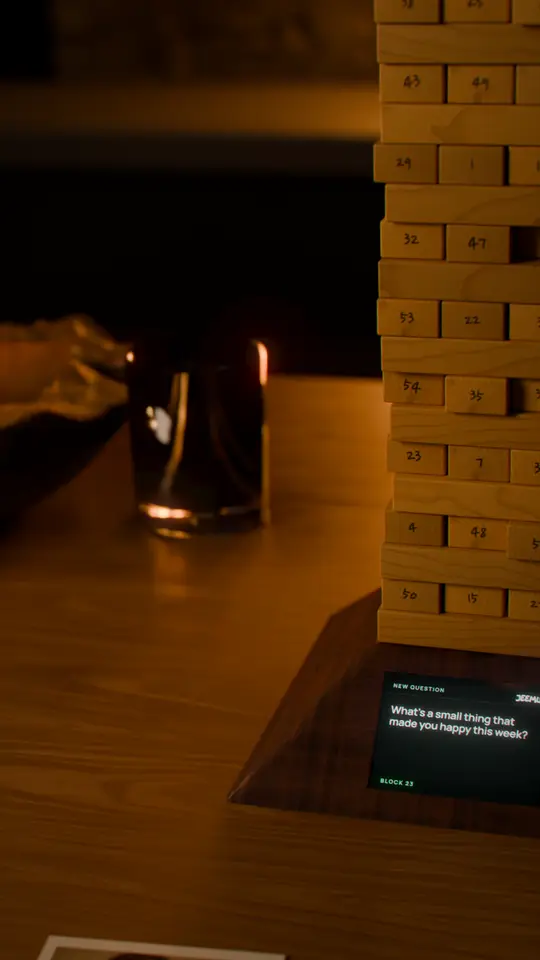 43 49
29 1
32 47
53 22
54 35
23 7
4 48
50 15
NEW QUESTION
What's a small thing that
made you happy this week?
BLOCK 23